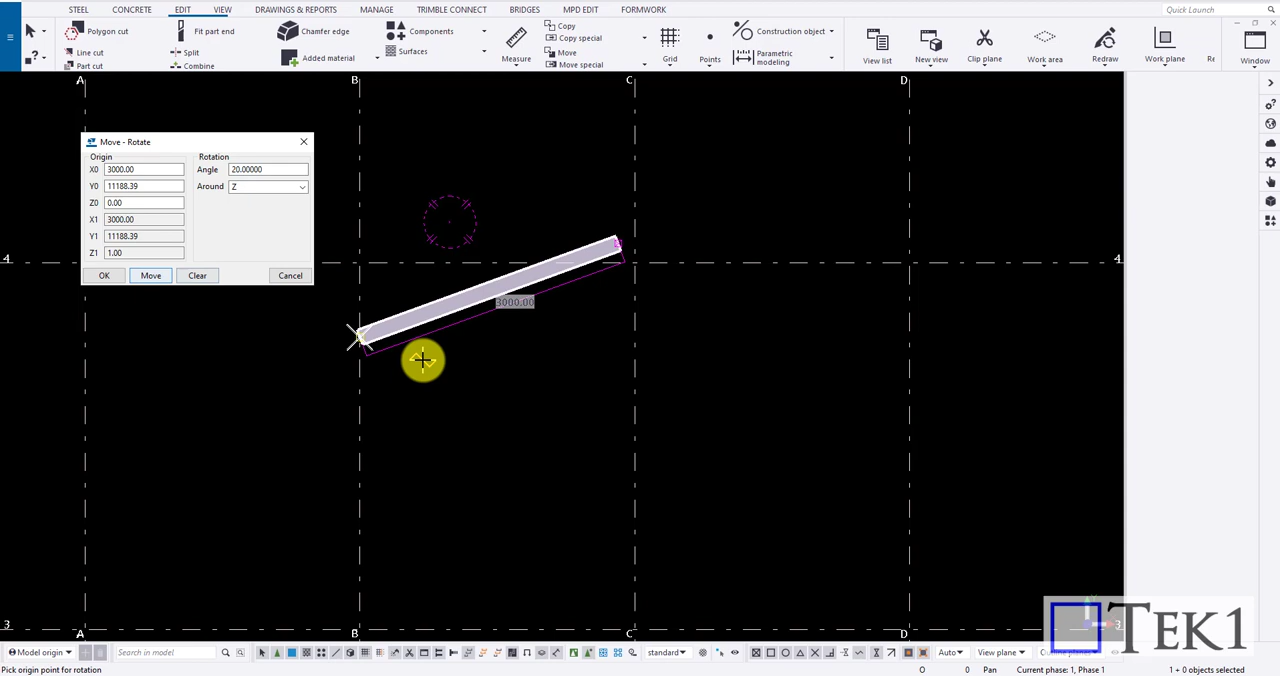 STEEL CONCRETE EDIT VIEW DRAWINGS & REPORTS MANAGE TRIMBLE CONNECT BRIDGES MPD EDIT FORMWORK Quick Launch
Polygon cut Fit part end Chamfer edge Components Copy Construction object
Copy special
Line cut Split Surfaces Move Parametric modeling
Part cut Combine Added material Measure Move special Grid Points View list New view Clip plane Work area Redraw Work plane Re Window
A B C D
Move - Rotate
Origin Rotation
X0 3000.00 Angle 20.00000
Y0 11188.39 Around Z
Z0 0.00
X1 3000.00
Y1 11188.39
Z1 1.00
OK Move Clear Cancel
4 4
3000.00
3 3
A B C D
TEK1
Model origin Search in model standard Auto View plane Outline planes
Pick origin point for rotation O 0 Pan Current phase: 1, Phase 1 1 + 0 objects selected